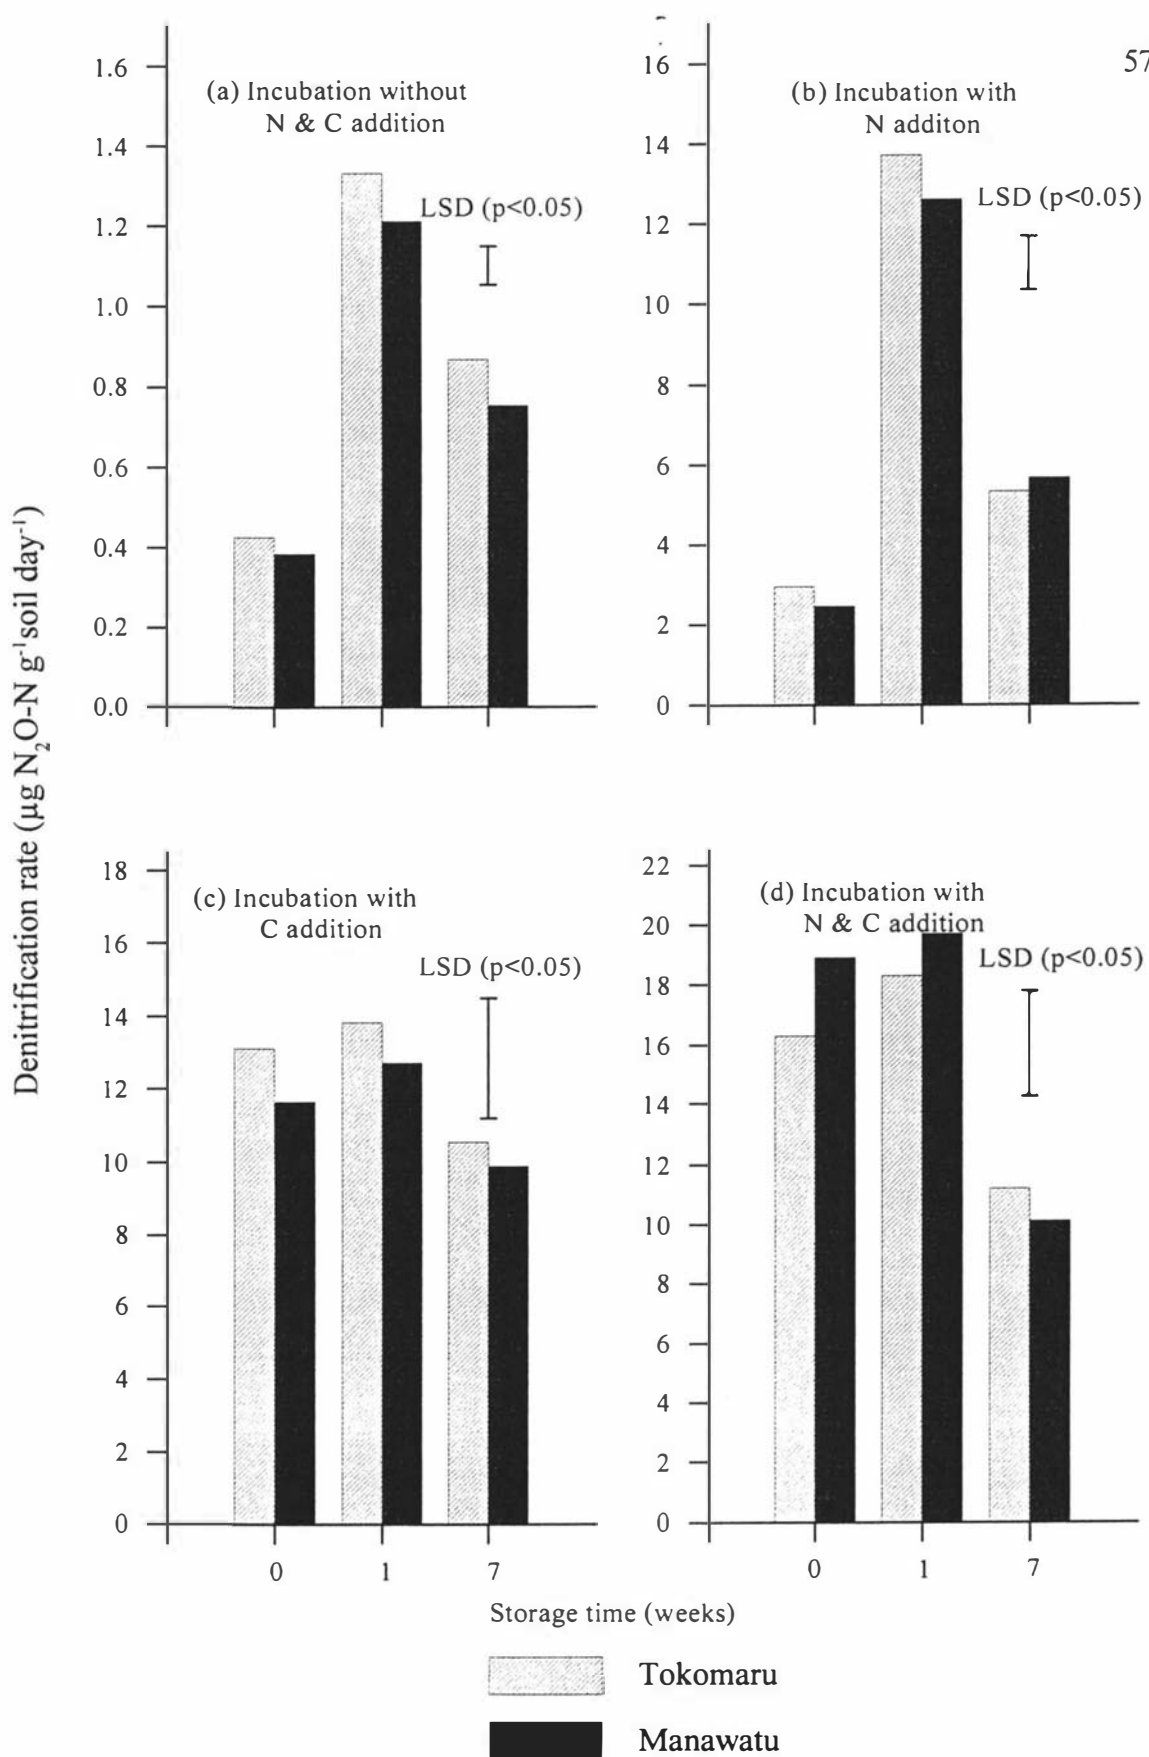 57
(a) Incubation without
N & C addition
LSD (p<0.05)
1.6
1.4
1.2
1.0
0.8
0.6
0.4
0.2
0.0
(b) Incubation with
N additon
LSD (p<0.05)
16
14
12
10
8
6
4
2
0
Denitrification rate (µg N₂O-N g⁻¹soil day⁻¹)
(c) Incubation with
C addition
LSD (p<0.05)
18
16
14
12
10
8
6
4
2
0
0 1 7
(d) Incubation with
N & C addition
LSD (p<0.05)
22
20
18
16
14
12
10
8
6
4
2
0
0 1 7
Storage time (weeks)
Tokomaru
Manawatu